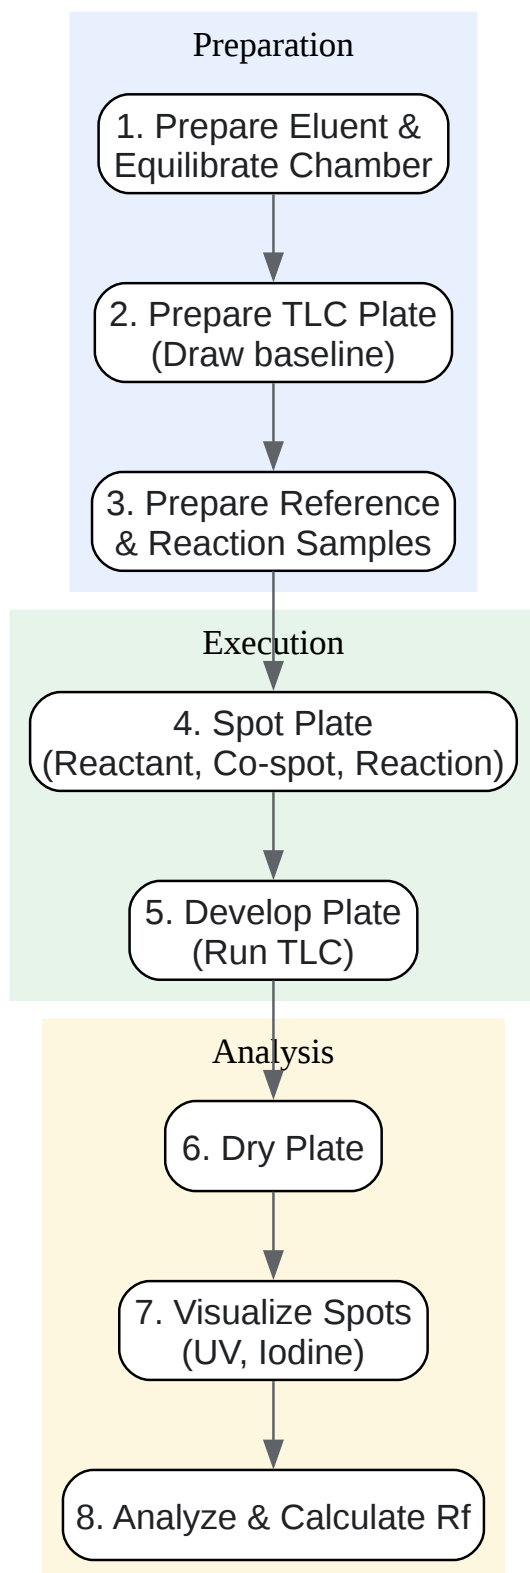 Preparation
1. Prepare Eluent &
Equilibrate Chamber
2. Prepare TLC Plate
(Draw baseline)
3. Prepare Reference
& Reaction Samples
Execution
4. Spot Plate
(Reactant, Co-spot, Reaction)
5. Develop Plate
(Run TLC)
Analysis
6. Dry Plate
7. Visualize Spots
(UV, Iodine)
8. Analyze & Calculate Rf